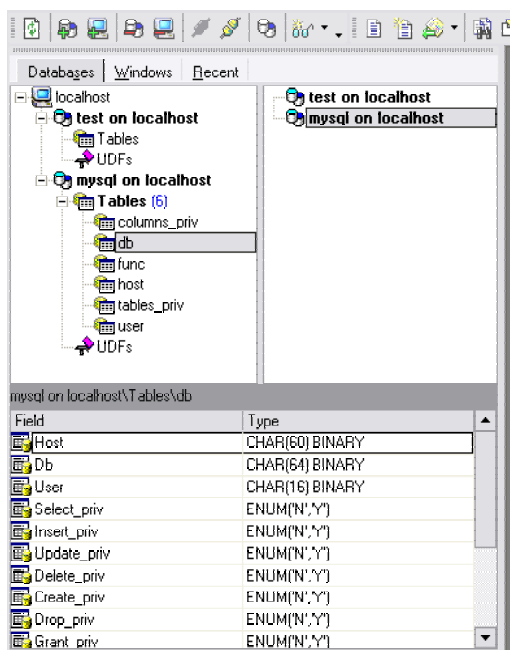 Databases Windows Recent
localhost
test on localhost
Tables
UDFs
mysql on localhost
Tables (6)
columns_priv
db
func
host
tables_priv
user
UDFs
test on localhost
mysql on localhost
mysql on localhost\Tables\db
Field Type
Host CHAR(60) BINARY
Db CHAR(64) BINARY
User CHAR(16) BINARY
Select_priv ENUM('N','Y')
Insert_priv ENUM('N','Y')
Update_priv ENUM('N','Y')
Delete_priv ENUM('N','Y')
Create_priv ENUM('N','Y')
Drop_priv ENUM('N','Y')
Grant_priv ENUM('N','Y')